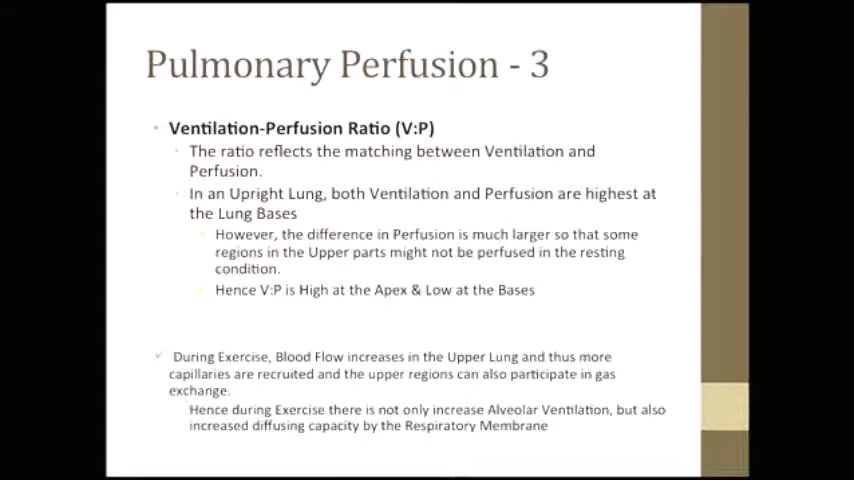 Pulmonary Perfusion - 3
Ventilation-Perfusion Ratio (V:P)
The ratio reflects the matching between Ventilation and
Perfusion.
In an Upright Lung, both Ventilation and Perfusion are highest at
the Lung Bases
However, the difference in Perfusion is much larger so that some
regions in the Upper parts might not be perfused in the resting
condition.
Hence V:P is High at the Apex & Low at the Bases
During Exercise, Blood Flow increases in the Upper Lung and thus more
capillaries are recruited and the upper regions can also participate in gas
exchange.
Hence during Exercise there is not only increase Alveolar Ventilation, but also
increased diffusing capacity by the Respiratory Membrane